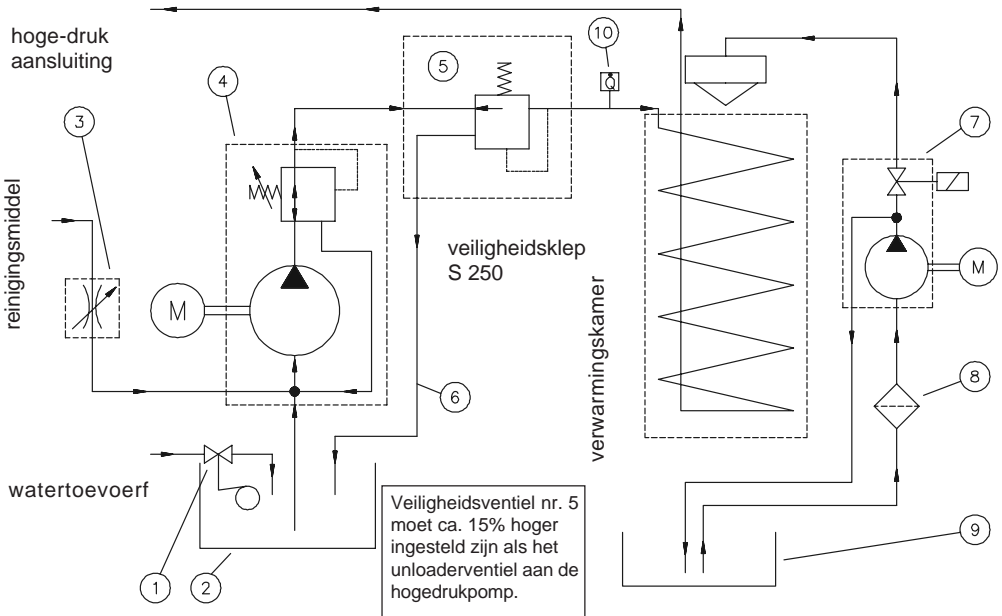 hoge-druk
aansluiting
10
5
4
3
7
reinigingsmiddel
Q
veiligheidsklep
S 250
M
M
verwarmingskamer
6
8
watertoevoerf
Veiligheidsventiel nr. 5
moet ca. 15% hoger
ingesteld zijn als het
unloaderventiel aan de
hogedrukpomp.
9
1
2